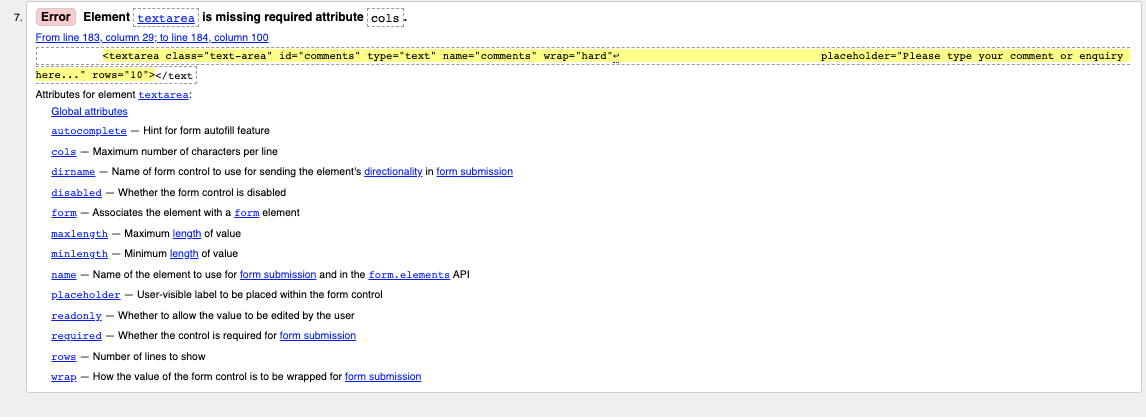 7. Error Element textarea is missing required attribute cols.
From line 183, column 29; to line 184, column 100
<textarea class="text-area" id="comments" type="text" name="comments" wrap="hard"↩ placeholder="Please type your comment or enquiry
here..." rows="10"></text
Attributes for element textarea:
Global attributes
autocomplete — Hint for form autofill feature
cols — Maximum number of characters per line
dirname — Name of form control to use for sending the element's directionality in form submission
disabled — Whether the form control is disabled
form — Associates the element with a form element
maxlength — Maximum length of value
minlength — Minimum length of value
name — Name of the element to use for form submission and in the form.elements API
placeholder — User-visible label to be placed within the form control
readonly — Whether to allow the value to be edited by the user
required — Whether the control is required for form submission
rows — Number of lines to show
wrap — How the value of the form control is to be wrapped for form submission